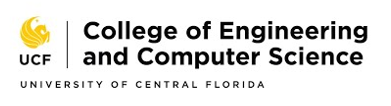 UCF
College of Engineering
and Computer Science
UNIVERSITY OF CENTRAL FLORIDA